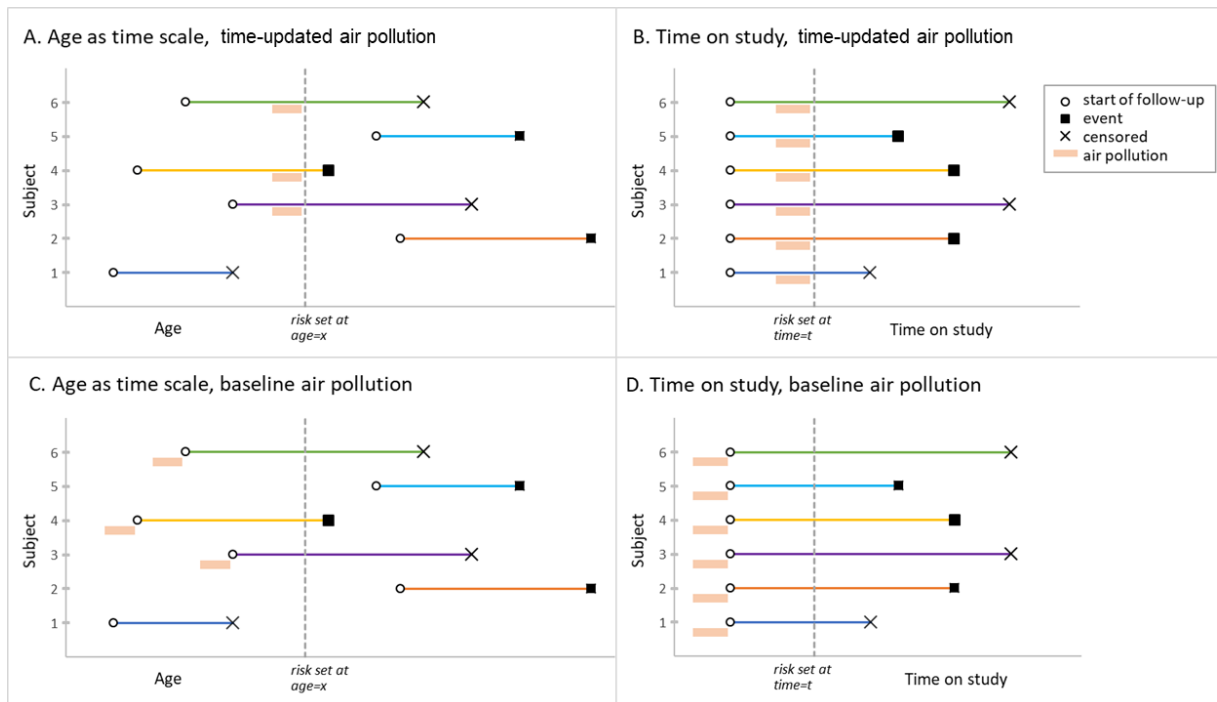 A. Age as time scale, time-updated air pollution
6
5
4
3
2
1
Subject
Age
risk set at
age=x
B. Time on study, time-updated air pollution
6
5
4
3
2
1
Subject
risk set at
time=t
Time on study
start of follow-up
event
censored
air pollution
C. Age as time scale, baseline air pollution
6
5
4
3
2
1
Subject
Age
risk set at
age=x
D. Time on study, baseline air pollution
6
5
4
3
2
1
Subject
risk set at
time=t
Time on study